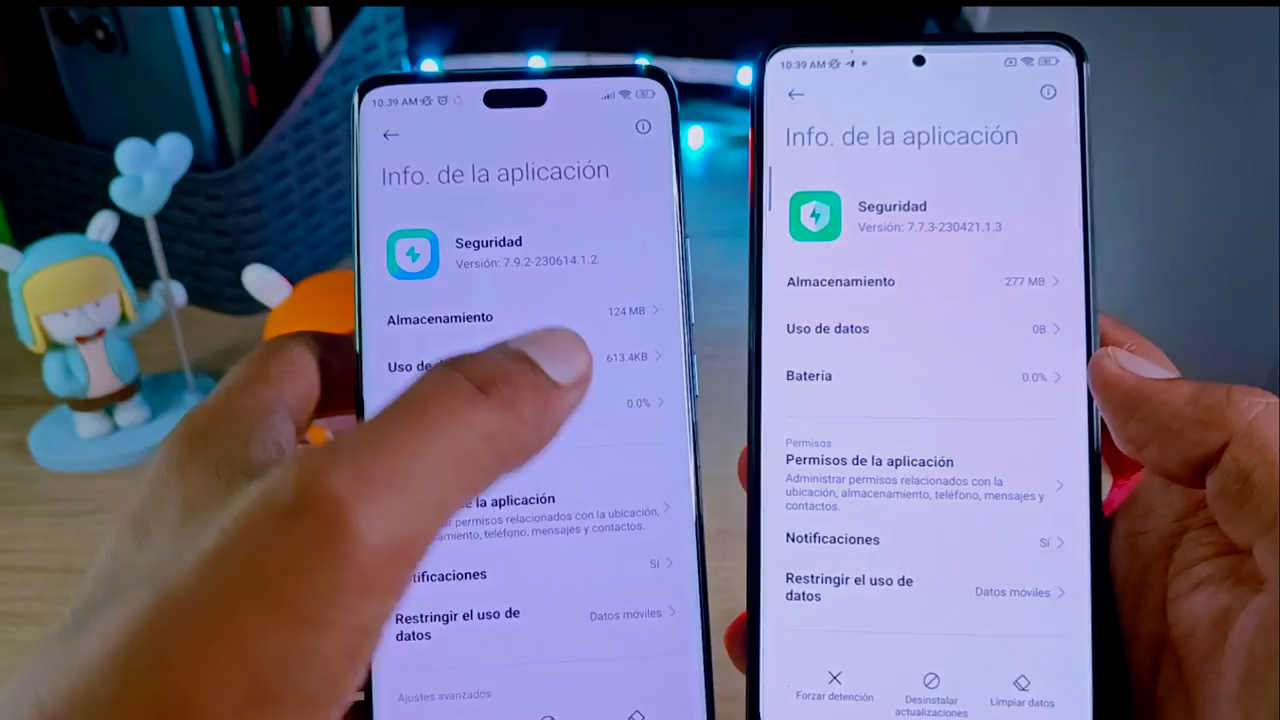 10:39 AM
Info. de la aplicación
Seguridad
Versión: 7.9.2-230614.1.2
Almacenamiento
124 MB
Uso de
613.4KB
0.0%
la aplicación
permisos relacionados con la ubicación,
teléfono, mensajes y contactos.
tificaciones
Sí
Restringir el uso de
datos
Datos móviles
Ajustes avanzados
10:39 AM
Info. de la aplicación
Seguridad
Versión: 7.7.3-230421.1.3
Almacenamiento
277 MB
Uso de datos
0B
Batería
0.0%
Permisos
Permisos de la aplicación
Administrar permisos relacionados con la
ubicación, almacenamiento, teléfono, mensajes y
contactos.
Notificaciones
Sí
Restringir el uso de
datos
Datos móviles
Forzar detención
Desinstalar
actualizaciones
Limpiar datos